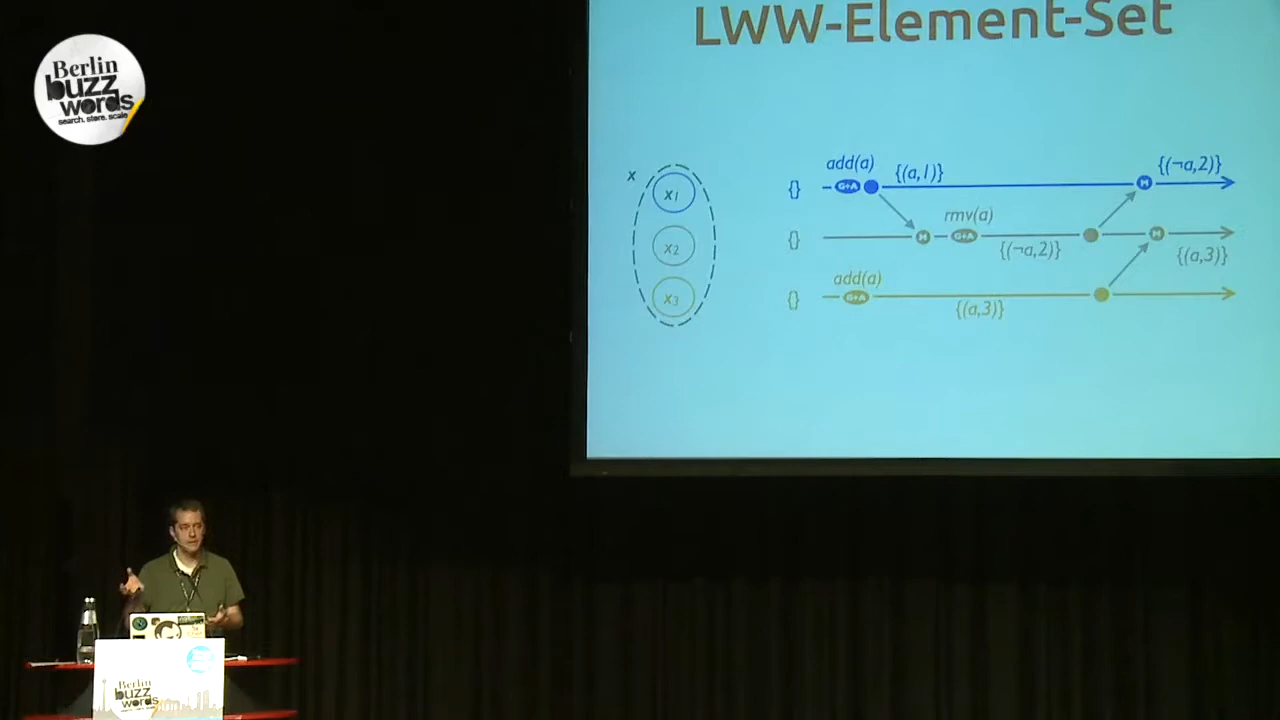 LWW-Element-Set
Berlin
buzz
words
search. store. scale
x
x1
x2
x3
{} add(a) G+A {(a,1)} M {(¬a,2)}
{} M rmv(a) G+A {(¬a,2)} M {(a,3)}
{} add(a) G+A {(a,3)}
Berlin
buzz
words